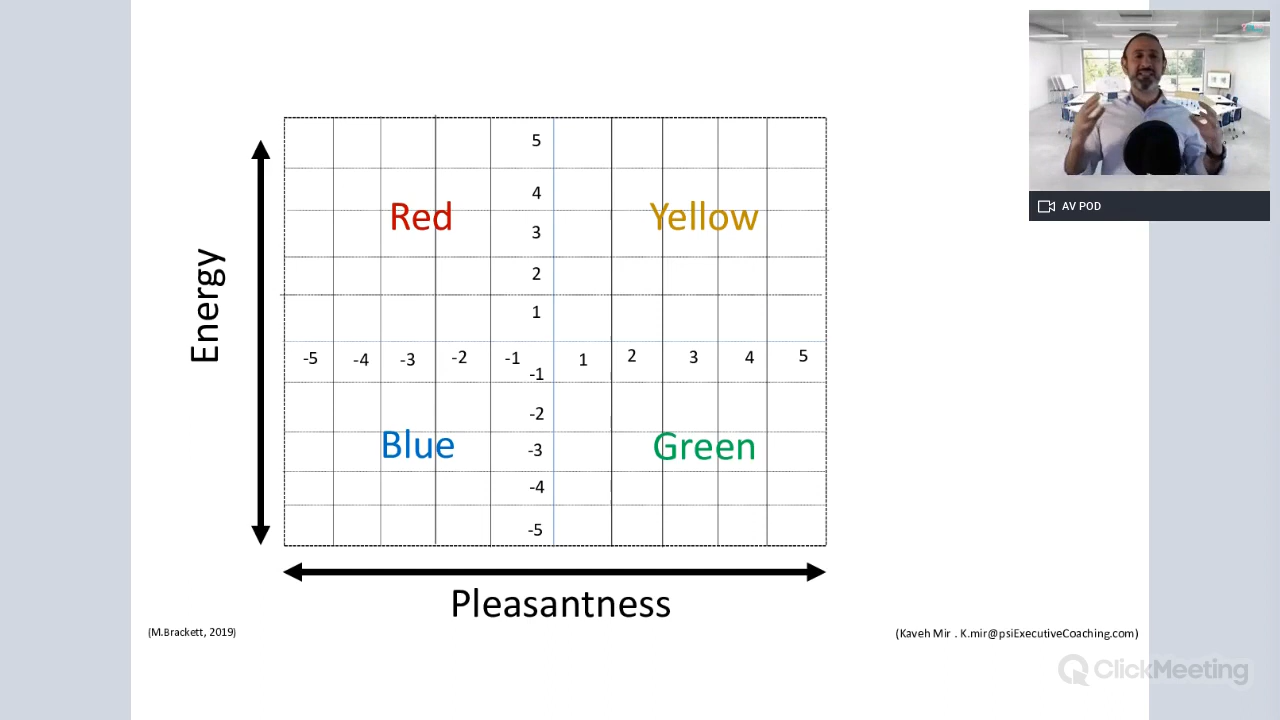 5
4
Red
Yellow
3
2
1
Energy
-5 -4 -3 -2 -1 1 2 3 4 5
-1
-2
Blue
Green
-3
-4
-5
Pleasantness
(M.Brackett, 2019)
(Kaveh Mir . K.mir@psiExecutiveCoaching.com)
AV POD
ClickMeeting